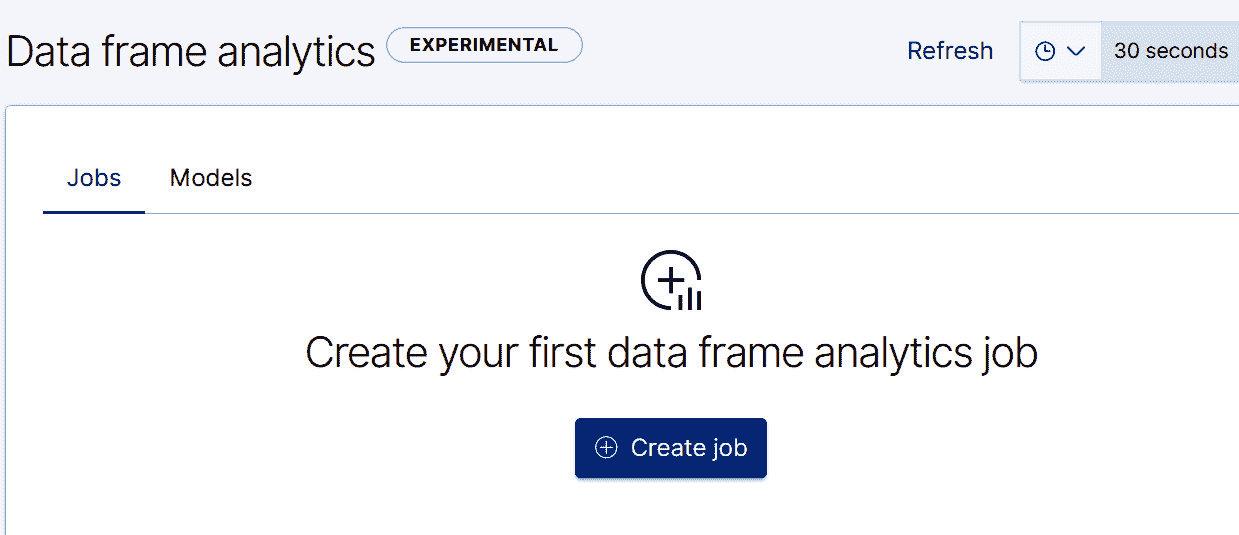 Data frame analytics EXPERIMENTAL Refresh 30 seconds
Jobs Models
Create your first data frame analytics job
Create job